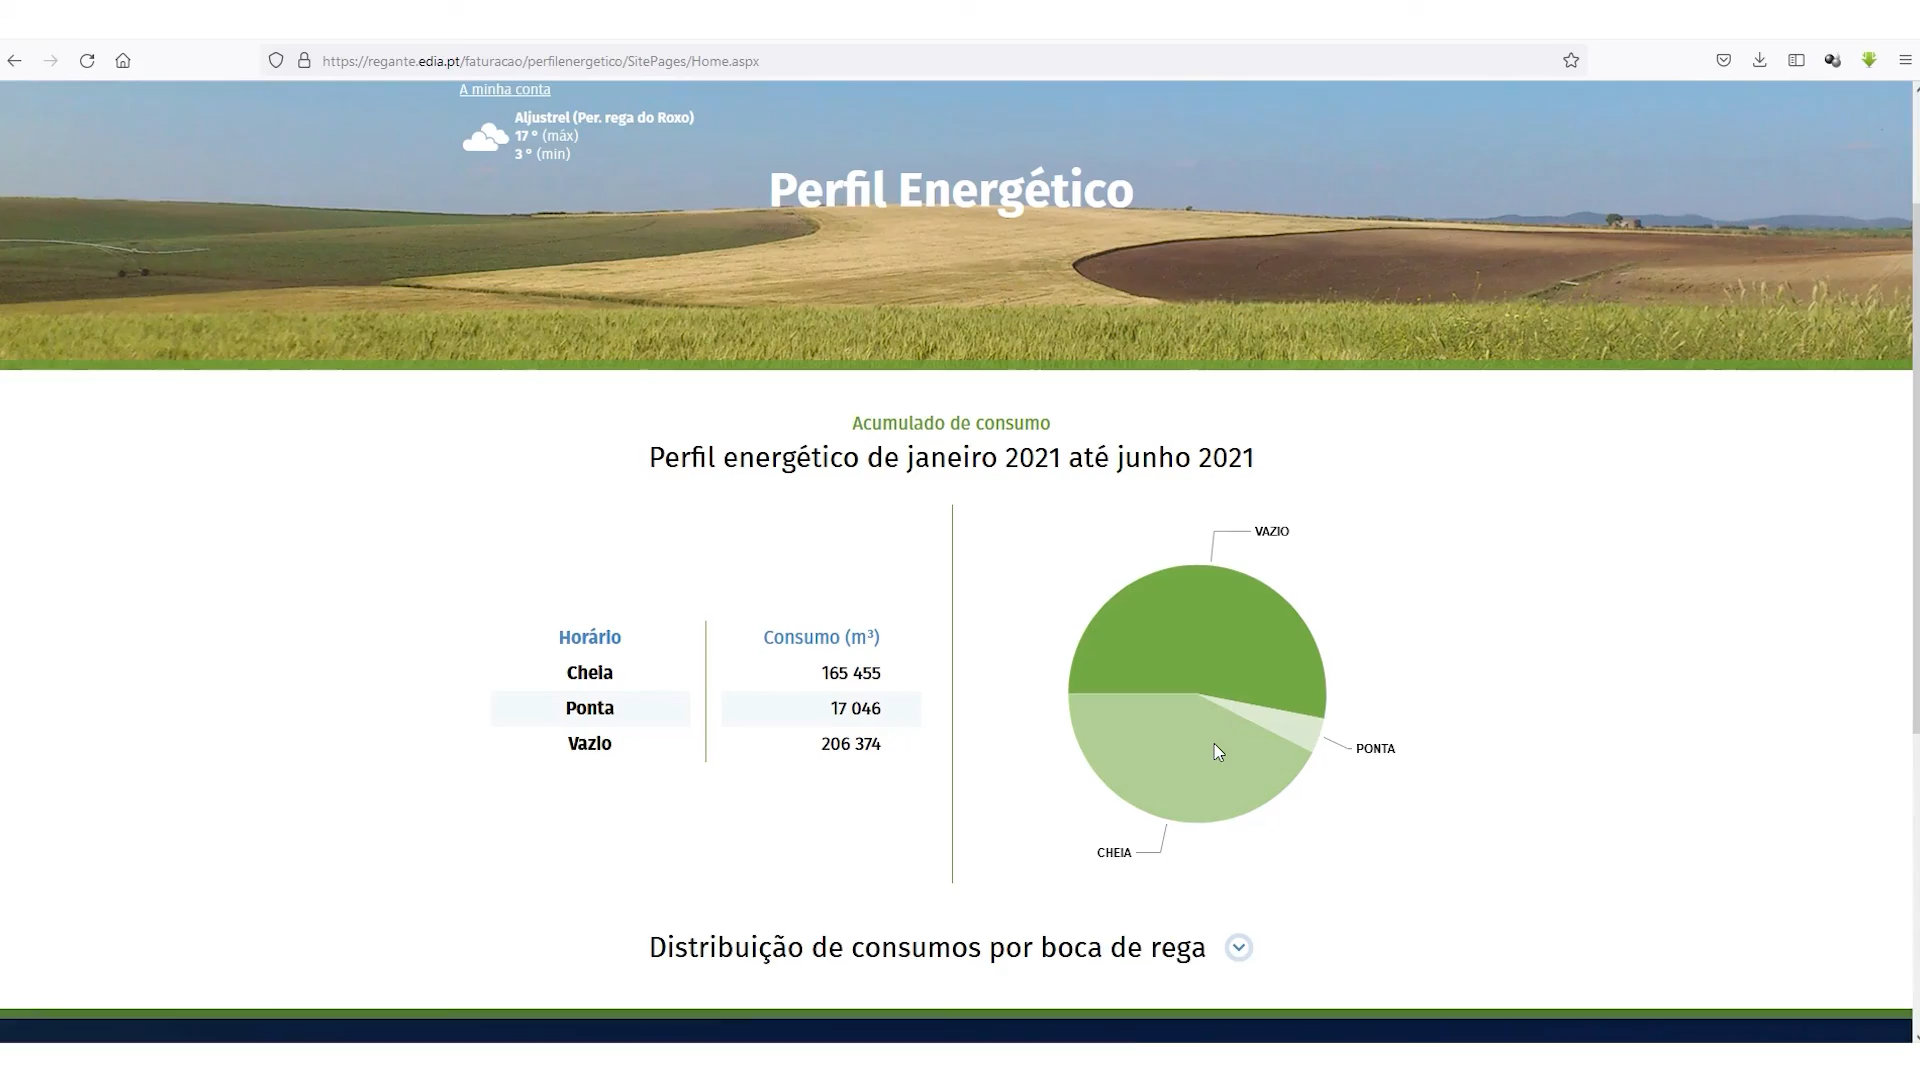 https://regante.edia.pt/faturacao/perfilenergetico/SitePages/Home.aspx
A minha conta
Aljustrel (Per. rega do Roxo)
17 º (máx)
3 º (min)
Perfil Energético
Acumulado de consumo
Perfil energético de janeiro 2021 até junho 2021
Horário Consumo (m³)
Cheia 165 455
Ponta 17 046
Vazio 206 374
VAZIO
PONTA
CHEIA
Distribuição de consumos por boca de rega